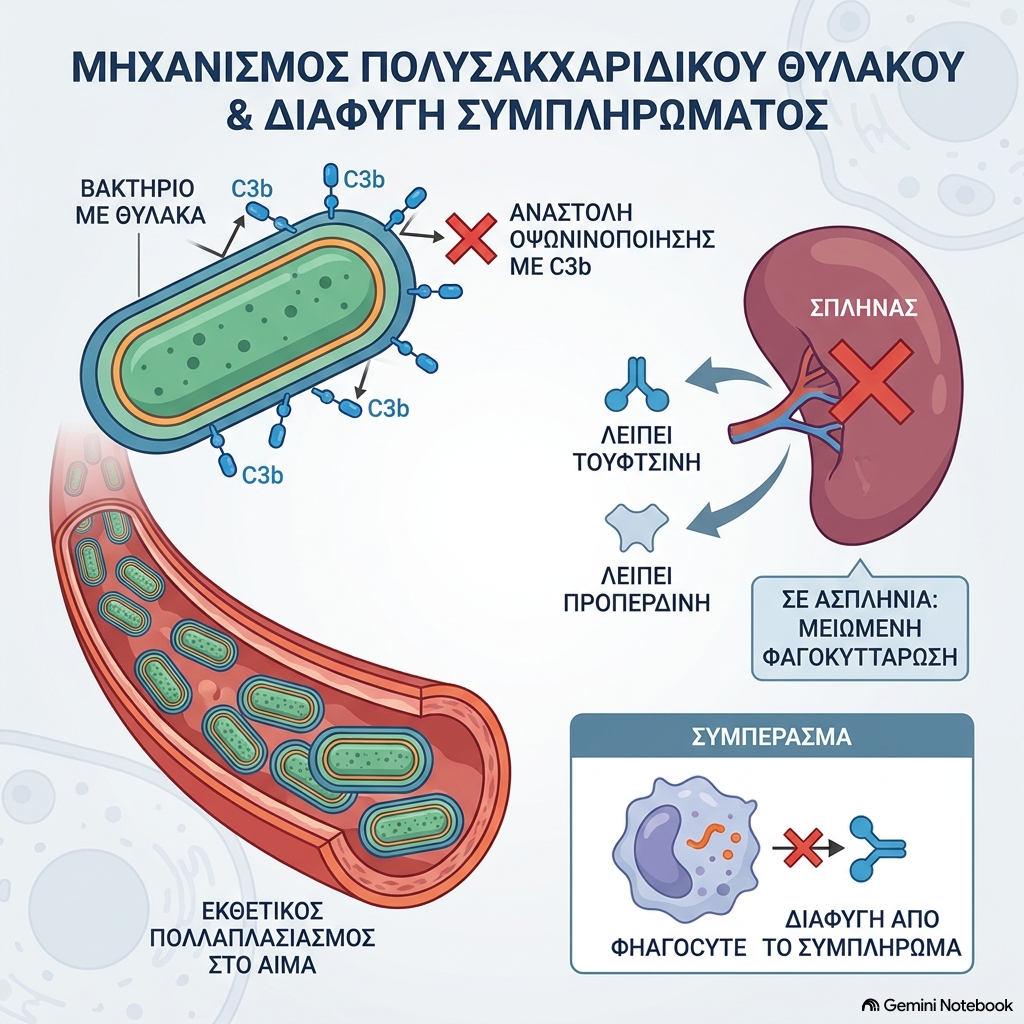 ΜΗΧΑΝΙΣΜΟΣ ΠΟΛΥΣΑΚΧΑΡΙΔΙΚΟΥ ΘΥΛΑΚΟΥ
& ΔΙΑΦΥΓΗ ΣΥΜΠΛΗΡΩΜΑΤΟΣ
ΒΑΚΤΗΡΙΟ
ΜΕ ΘΥΛΑΚΑ
C3b
C3b
ΑΝΑΣΤΟΛΗ
ΟΨΩΝΙΝΟΠΟΙΗΣΗΣ
ΜΕ C3b
C3b
C3b
ΣΠΛΗΝΑΣ
ΛΕΙΠΕΙ
ΤΟΥΦΤΣΙΝΗ
ΛΕΙΠΕΙ
ΠΡΟΠΕΡΔΙΝΗ
ΣΕ ΑΣΠΛΗΝΙΑ:
ΜΕΙΩΜΕΝΗ
ΦΑΓΟΚΥΤΤΑΡΩΣΗ
ΕΚΘΕΤΙΚΟΣ
ΠΟΛΛΑΠΛΑΣΙΑΣΜΟΣ
ΣΤΟ ΑΙΜΑ
ΣΥΜΠΕΡΑΣΜΑ
ΦΗΑGOCYTE
ΔΙΑΦΥΓΗ ΑΠΟ
ΤΟ ΣΥΜΠΛΗΡΩΜΑ
Gemini Notebook